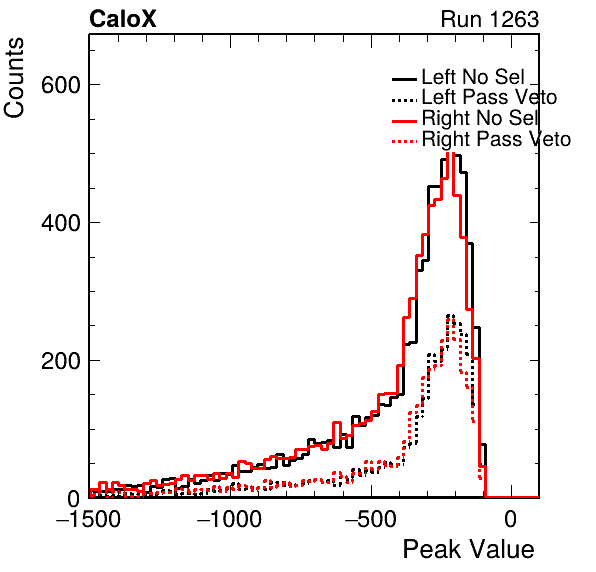 CaloX Run 1263
Counts
600
400
200
0
Left No Sel
Left Pass Veto
Right No Sel
Right Pass Veto
−1500 −1000 −500 0
Peak Value